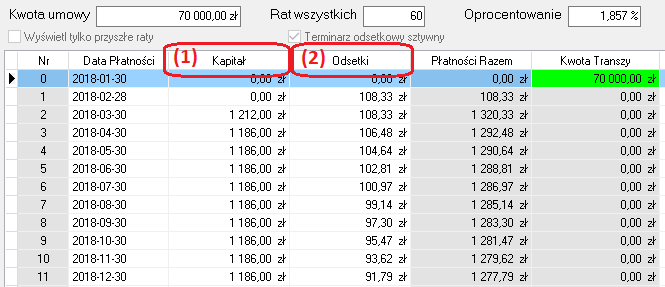 Kwota umowy 70 000,00 zł Rat wszystkich 60 Oprocentowanie 1,857 %
Wyświetl tylko przyszłe raty Terminarz odsetkowy sztywny
(1) (2)
Nr Data Płatności Kapitał Odsetki Płatności Razem Kwota Transzy
0 2018-01-30 0,00 zł 0,00 zł 0,00 zł 70 000,00 zł
1 2018-02-28 0,00 zł 108,33 zł 108,33 zł 0,00 zł
2 2018-03-30 1 212,00 zł 108,33 zł 1 320,33 zł 0,00 zł
3 2018-04-30 1 186,00 zł 106,48 zł 1 292,48 zł 0,00 zł
4 2018-05-30 1 186,00 zł 104,64 zł 1 290,64 zł 0,00 zł
5 2018-06-30 1 186,00 zł 102,81 zł 1 288,81 zł 0,00 zł
6 2018-07-30 1 186,00 zł 100,97 zł 1 286,97 zł 0,00 zł
7 2018-08-30 1 186,00 zł 99,14 zł 1 285,14 zł 0,00 zł
8 2018-09-30 1 186,00 zł 97,30 zł 1 283,30 zł 0,00 zł
9 2018-10-30 1 186,00 zł 95,47 zł 1 281,47 zł 0,00 zł
10 2018-11-30 1 186,00 zł 93,62 zł 1 279,62 zł 0,00 zł
11 2018-12-30 1 186,00 zł 91,79 zł 1 277,79 zł 0,00 zł